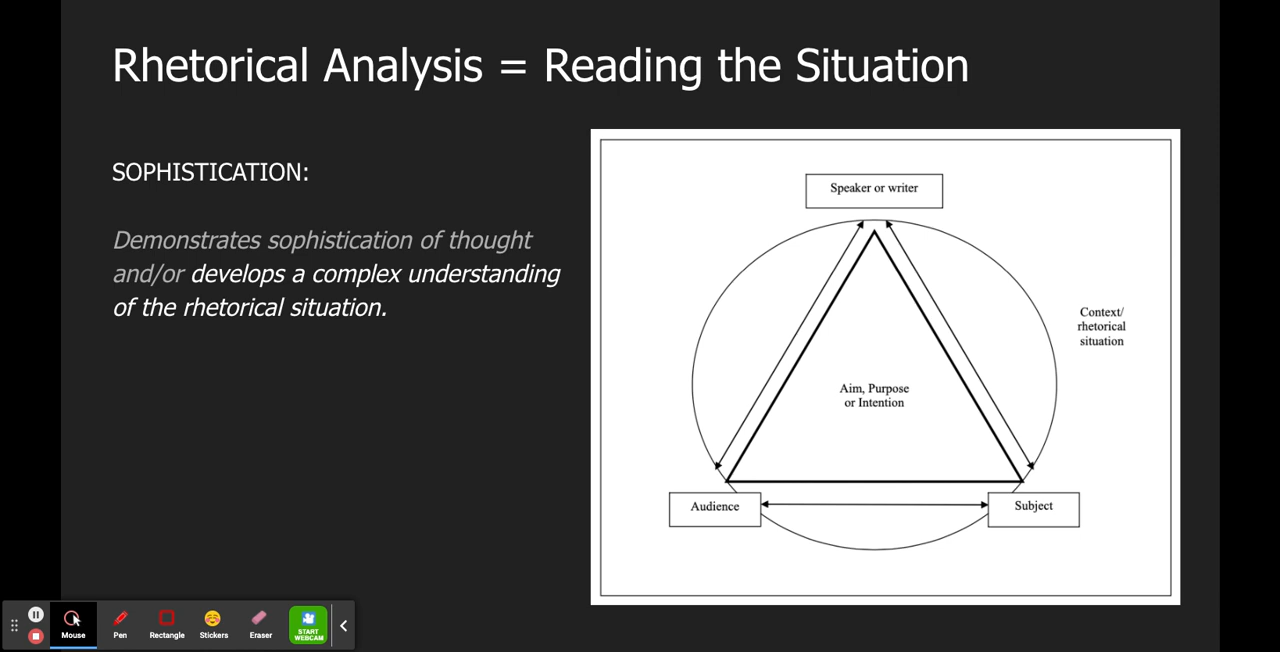 Rhetorical Analysis = Reading the Situation
SOPHISTICATION:
Demonstrates sophistication of thought
and/or develops a complex understanding
of the rhetorical situation.
Speaker or writer
Context/
rhetorical
situation
Aim, Purpose
or Intention
Audience
Subject
Mouse
Pen
Rectangle
Stickers
Eraser
START
WEBCAM